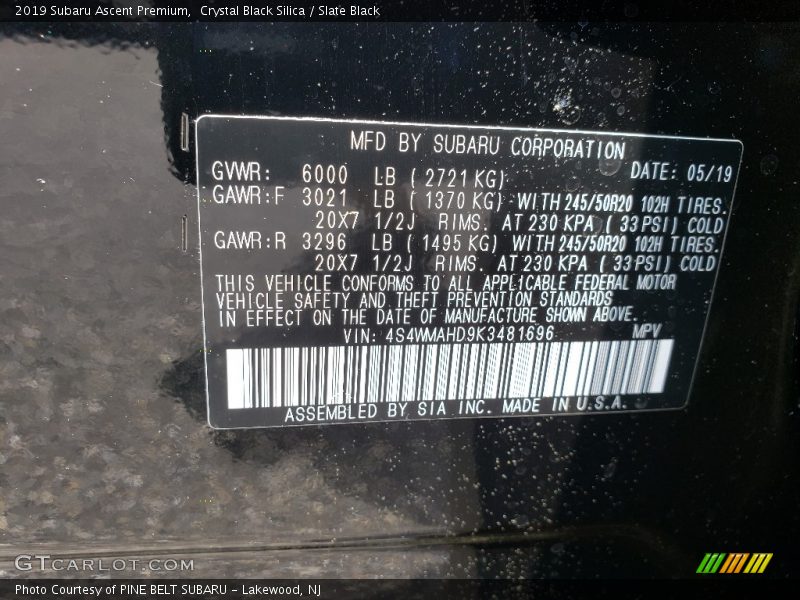 2019 Subaru Ascent Premium, Crystal Black Silica / Slate Black
MFD BY SUBARU CORPORATION
GVWR: 6000 LB ( 2721 KG) DATE: 05/19
GAWR:F 3021 LB ( 1370 KG) WITH 245/50R20 102H TIRES.
20X7 1/2J RIMS. AT 230 KPA ( 33PSI) COLD
GAWR:R 3296 LB ( 1495 KG) WITH 245/50R20 102H TIRES.
20X7 1/2J RIMS. AT 230 KPA ( 33PSI) COLD
THIS VEHICLE CONFORMS TO ALL APPLICABLE FEDERAL MOTOR
VEHICLE SAFETY AND THEFT PREVENTION STANDARDS
IN EFFECT ON THE DATE OF MANUFACTURE SHOWN ABOVE.
VIN: 4S4WMAHD9K3481696 MPV
ASSEMBLED BY SIA INC. MADE IN U.S.A.
GTCARLOT.COM
Photo Courtesy of PINE BELT SUBARU - Lakewood, NJ